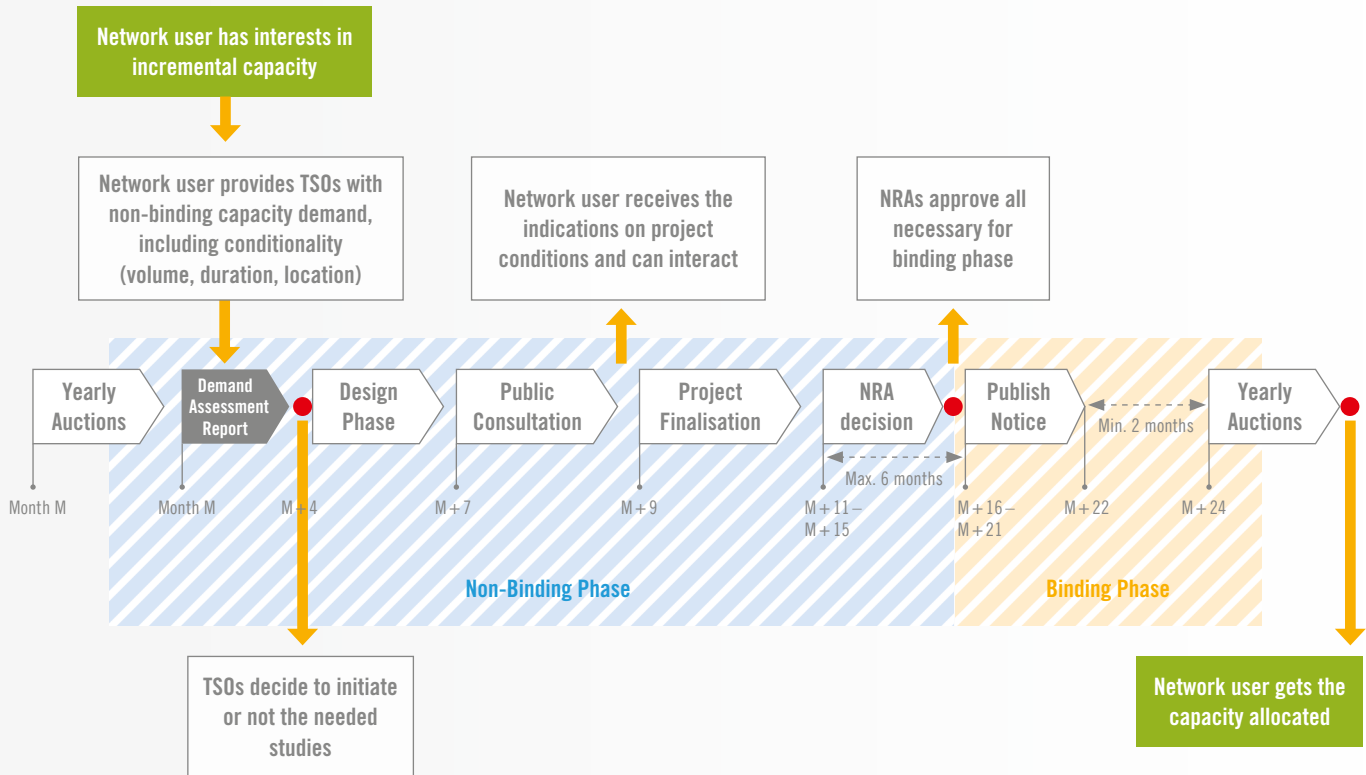 Network user has interests in
incremental capacity
Network user provides TSOs with
non-binding capacity demand,
including conditionality
(volume, duration, location)
Network user receives the
indications on project
conditions and can interact
NRAs approve all
necessary for
binding phase
Yearly
Auctions
Demand
Assessment
Report
Design
Phase
Public
Consultation
Project
Finalisation
NRA
decision
Publish
Notice
Min. 2 months
Yearly
Auctions
Max. 6 months
Month M
Month M
M + 4
M + 7
M + 9
M + 11 –
M + 15
M + 16 –
M + 21
M + 22
M + 24
Non-Binding Phase
Binding Phase
TSOs decide to initiate
or not the needed
studies
Network user gets the
capacity allocated